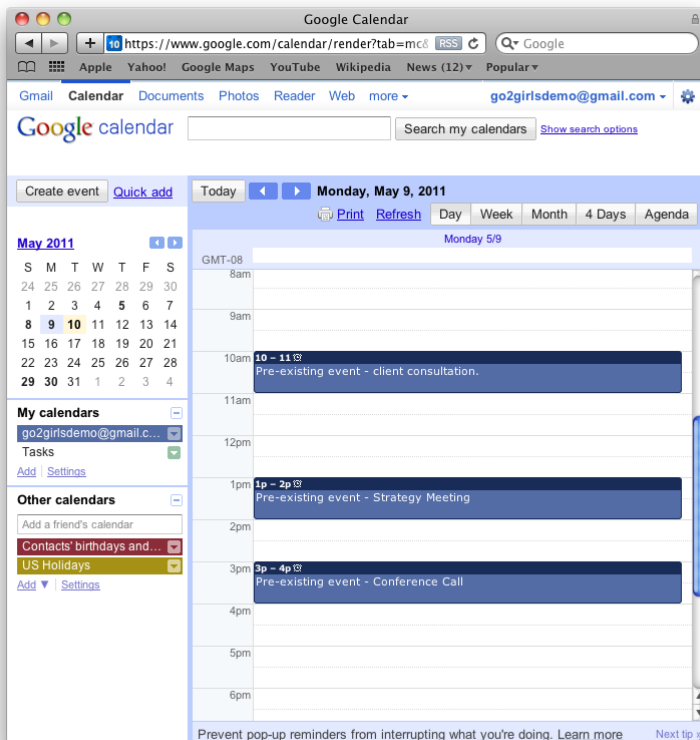 Google Calendar
10 https://www.google.com/calendar/render?tab=mc& RSS Google
Apple Yahoo! Google Maps YouTube Wikipedia News (12) Popular
Gmail Calendar Documents Photos Reader Web more go2girlsdemo@gmail.com
Google calendar Search my calendars Show search options
Create event Quick add Today Monday, May 9, 2011
Print Refresh Day Week Month 4 Days Agenda
May 2011
S M T W T F S
24 25 26 27 28 29 30
1 2 3 4 5 6 7
8 9 10 11 12 13 14
15 16 17 18 19 20 21
22 23 24 25 26 27 28
29 30 31 1 2 3 4
My calendars
go2girlsdemo@gmail.c...
Tasks
Add Settings
Other calendars
Add a friend's calendar
Contacts' birthdays and...
US Holidays
Add Settings
Monday 5/9
GMT-08
8am
9am
10am 10 – 11
Pre-existing event - client consultation.
11am
12pm
1pm 1p – 2p
Pre-existing event - Strategy Meeting
2pm
3pm 3p – 4p
Pre-existing event - Conference Call
4pm
5pm
6pm
Prevent pop-up reminders from interrupting what you're doing. Learn more Next tip